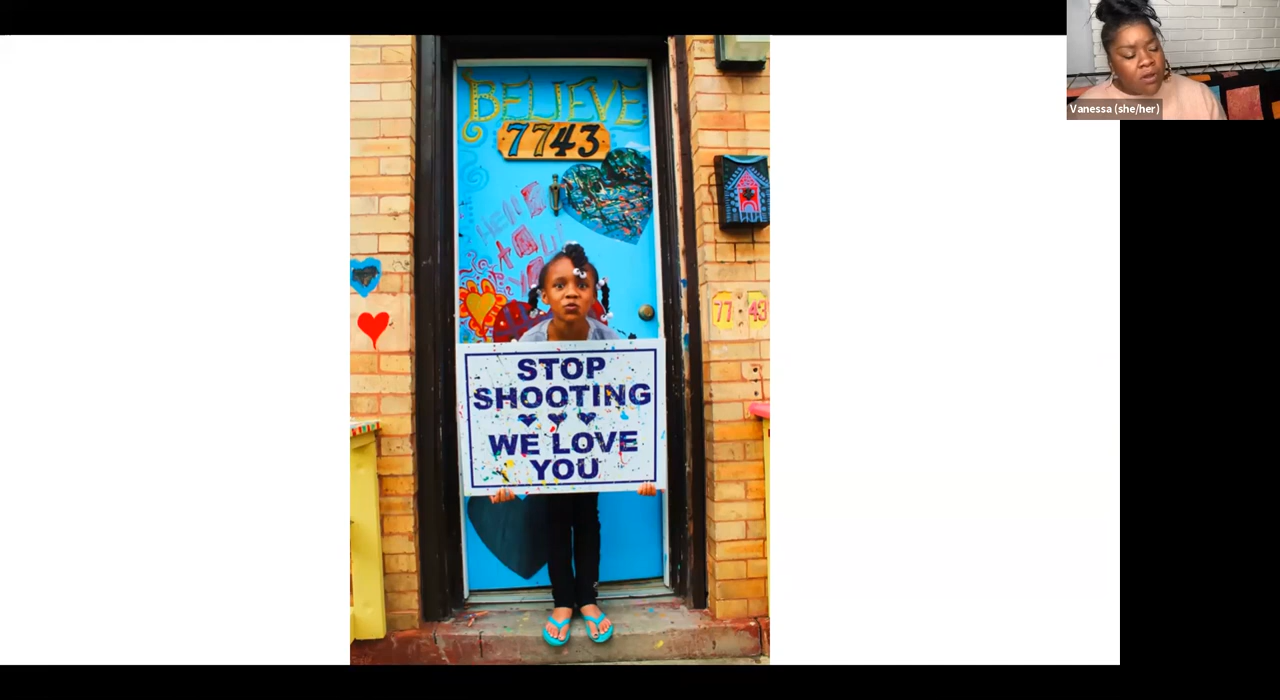 Vanessa (she/her)
BELIEVE
7743
77 43
STOP
SHOOTING
WE LOVE
YOU